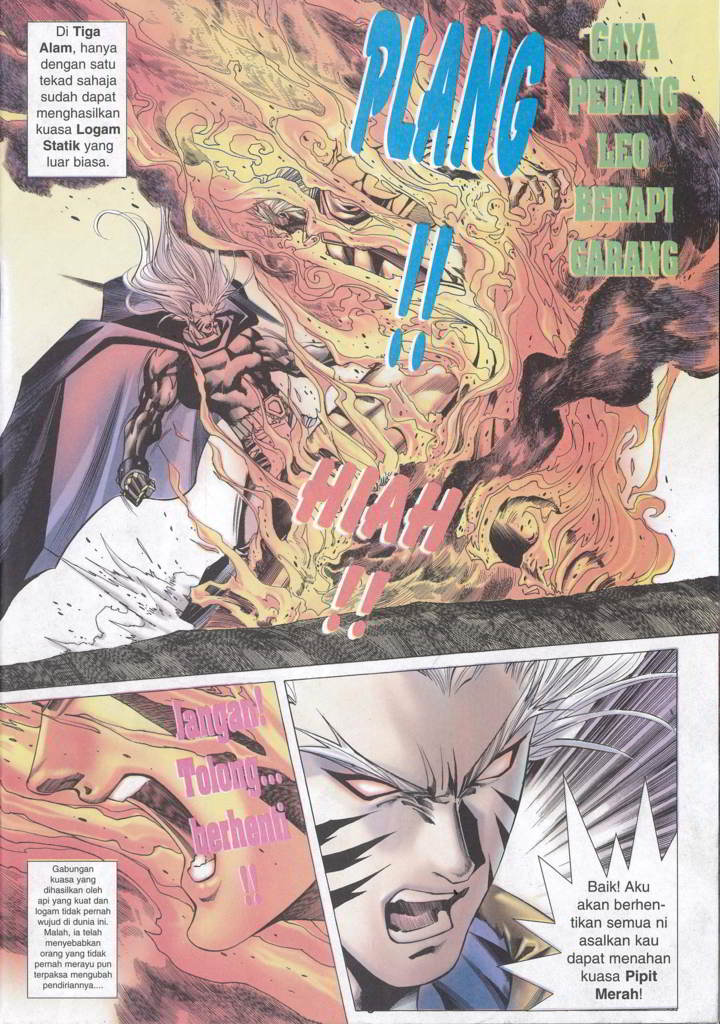 Di Tiga
Alam, hanya
dengan satu
tekad sahaja
sudah dapat
menghasilkan
kuasa Logam
Statik yang
luar biasa.
PLANG
!!
GAYA
PEDANG
LEO
BERAPI
GARANG
HIAH
!!
Jangan!
Tolong...
berhenti
!!
Gabungan
kuasa yang
dihasilkan oleh
api yang kuat dan
logam tidak pernah
wujud di dunia ini.
Malah, ia telah
menyebabkan
orang yang tidak
pernah merayu pun
terpaksa mengubah
pendiriannya....
Baik! Aku
akan berhen-
tikan semua ni
asalkan kau
dapat menahan
kuasa Pipit
Merah!